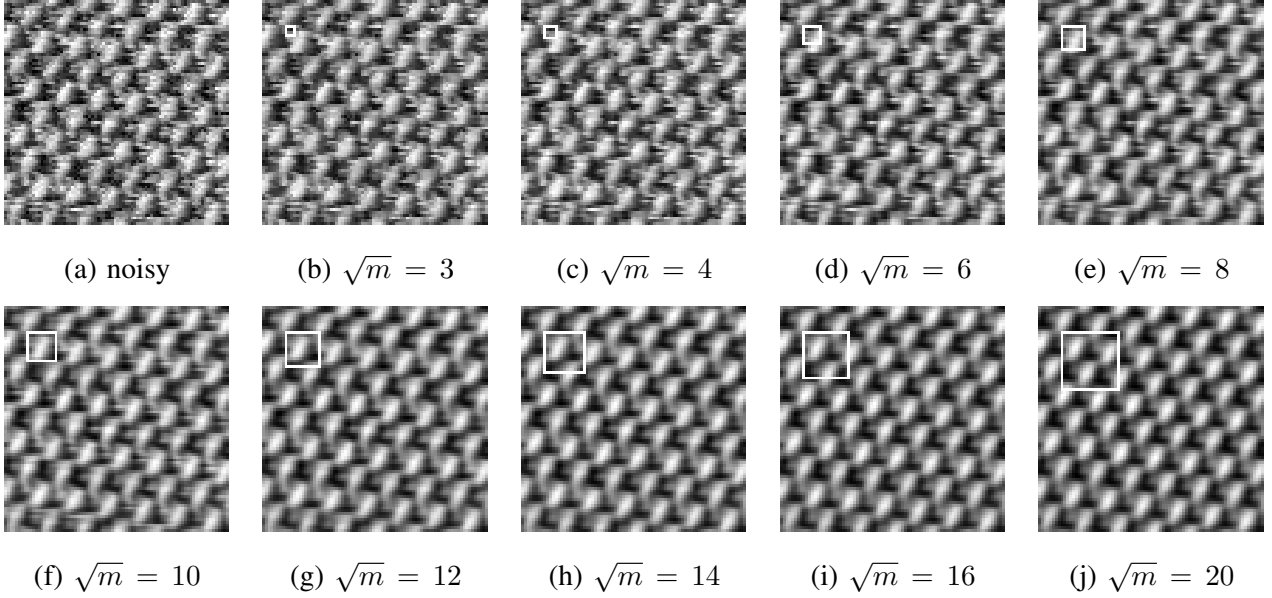 (a) noisy (b) √m = 3 (c) √m = 4 (d) √m = 6 (e) √m = 8
(f) √m = 10 (g) √m = 12 (h) √m = 14 (i) √m = 16 (j) √m = 20